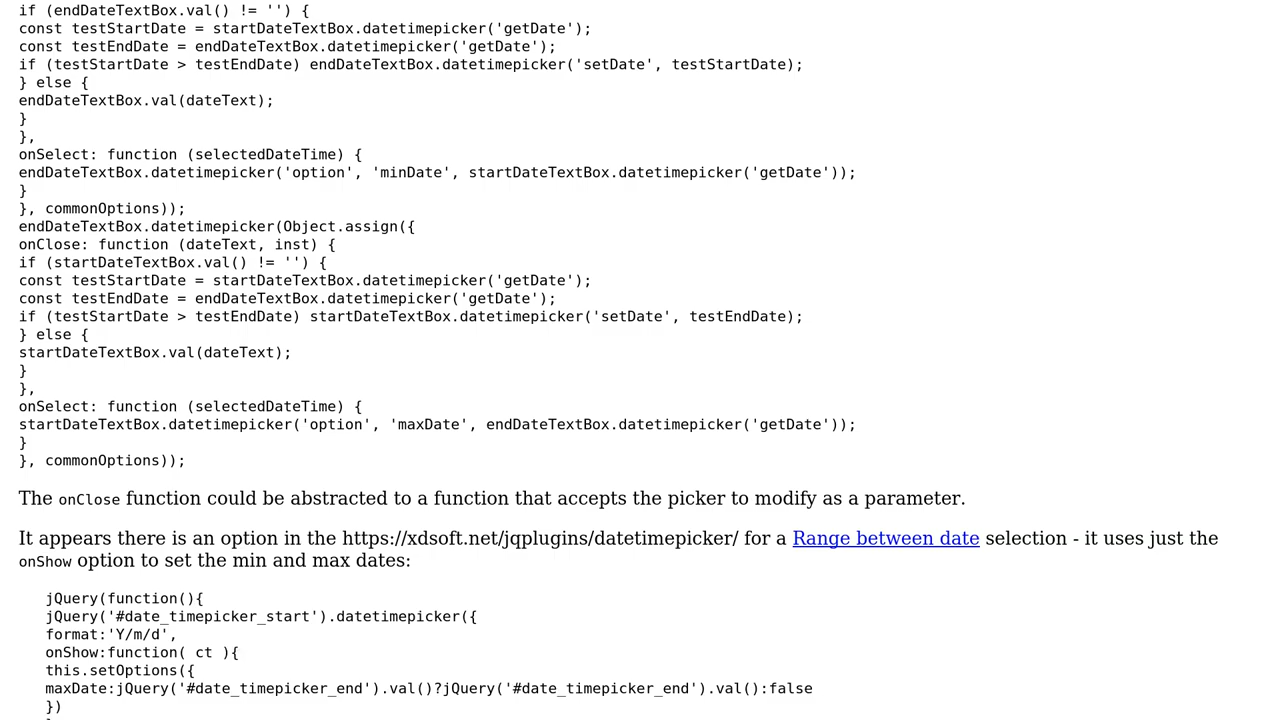 if (endDateTextBox.val() != '') {
const testStartDate = startDateTextBox.datetimepicker('getDate');
const testEndDate = endDateTextBox.datetimepicker('getDate');
if (testStartDate > testEndDate) endDateTextBox.datetimepicker('setDate', testStartDate);
} else {
endDateTextBox.val(dateText);
}
},
onSelect: function (selectedDateTime) {
endDateTextBox.datetimepicker('option', 'minDate', startDateTextBox.datetimepicker('getDate'));
}
}, commonOptions));
endDateTextBox.datetimepicker(Object.assign({
onClose: function (dateText, inst) {
if (startDateTextBox.val() != '') {
const testStartDate = startDateTextBox.datetimepicker('getDate');
const testEndDate = endDateTextBox.datetimepicker('getDate');
if (testStartDate > testEndDate) startDateTextBox.datetimepicker('setDate', testEndDate);
} else {
startDateTextBox.val(dateText);
}
},
onSelect: function (selectedDateTime) {
startDateTextBox.datetimepicker('option', 'maxDate', endDateTextBox.datetimepicker('getDate'));
}
}, commonOptions));
The onClose function could be abstracted to a function that accepts the picker to modify as a parameter.
It appears there is an option in the https://xdsoft.net/jqplugins/datetimepicker/ for a Range between date selection - it uses just the
onShow option to set the min and max dates:
jQuery(function(){
jQuery('#date_timepicker_start').datetimepicker({
format:'Y/m/d',
onShow:function( ct ){
this.setOptions({
maxDate:jQuery('#date_timepicker_end').val()?jQuery('#date_timepicker_end').val():false
})